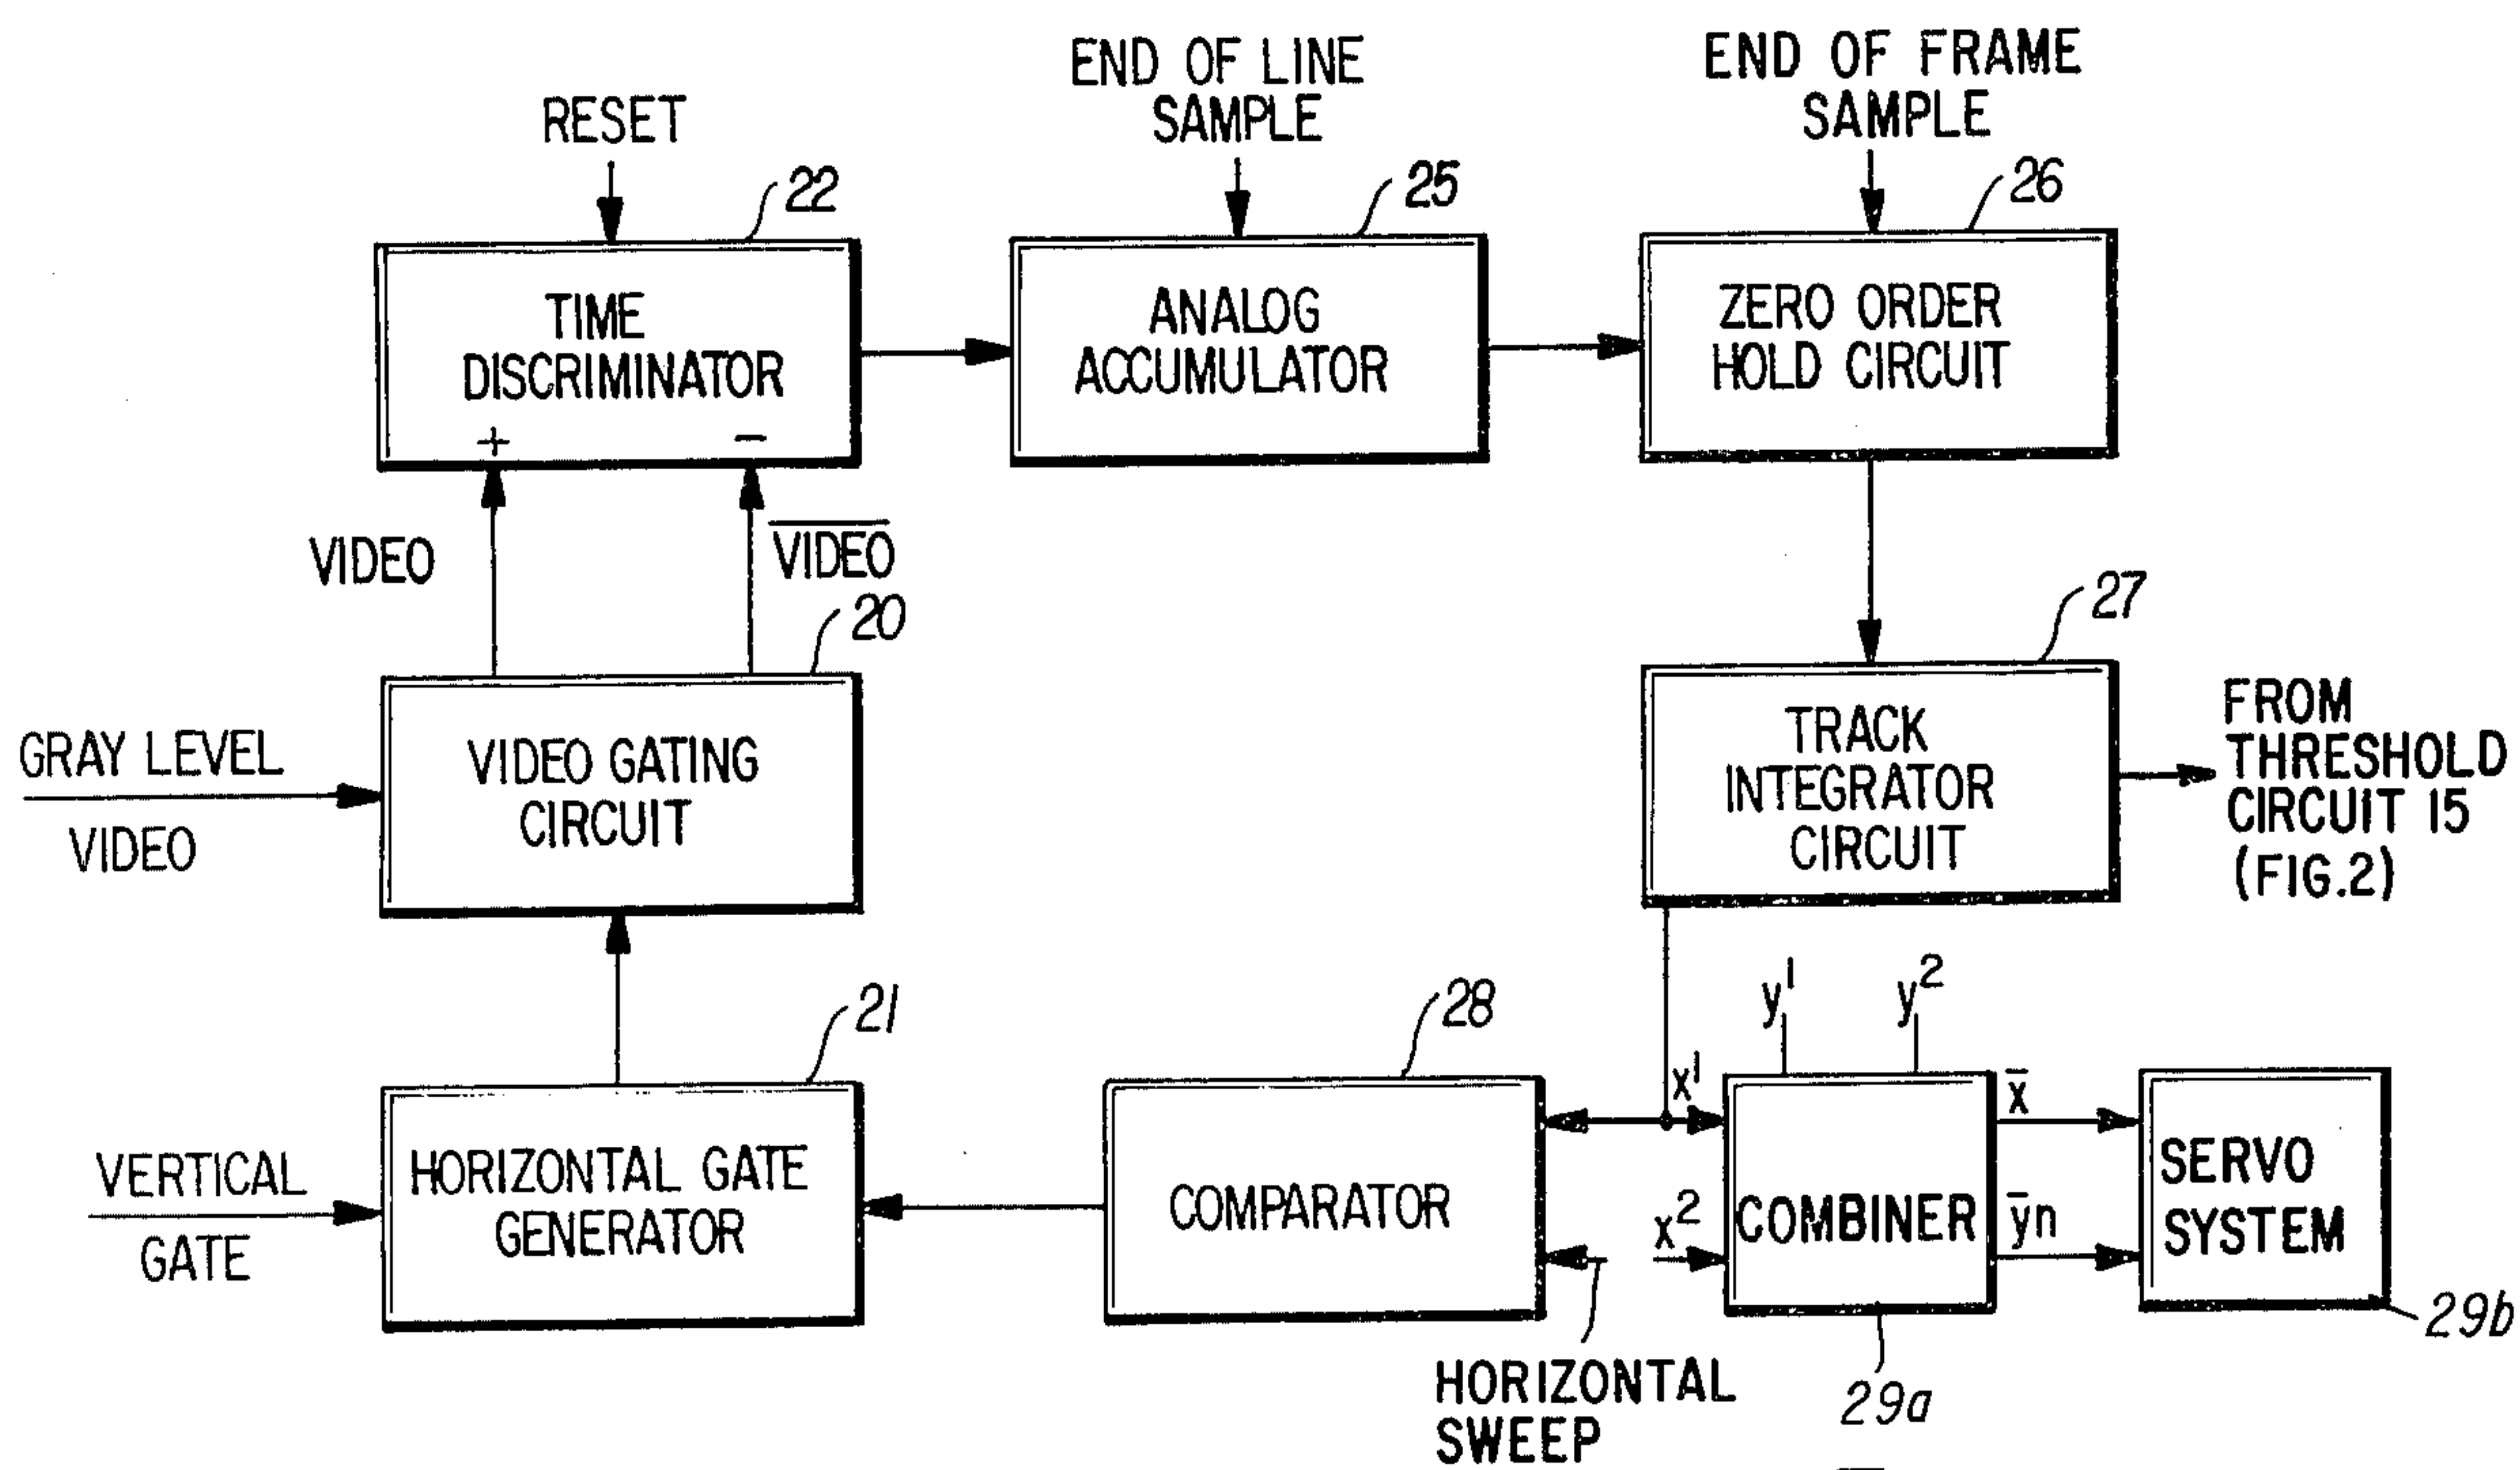 RESET
END OF LINE
SAMPLE
END OF FRAME
SAMPLE
22
25
26
TIME
DISCRIMINATOR
+ −
ANALOG
ACCUMULATOR
ZERO ORDER
HOLD CIRCUIT
VIDEO
V̅I̅D̅E̅O̅
20
27
GRAY LEVEL
VIDEO
VIDEO GATING
CIRCUIT
TRACK
INTEGRATOR
CIRCUIT
FROM
THRESHOLD
CIRCUIT 15
(FIG.2)
21
28
y¹ y²
VERTICAL
GATE
HORIZONTAL GATE
GENERATOR
COMPARATOR
x¹
x²
COMBINER
x̅
y̅n
SERVO
SYSTEM
HORIZONTAL
SWEEP
29a
29b